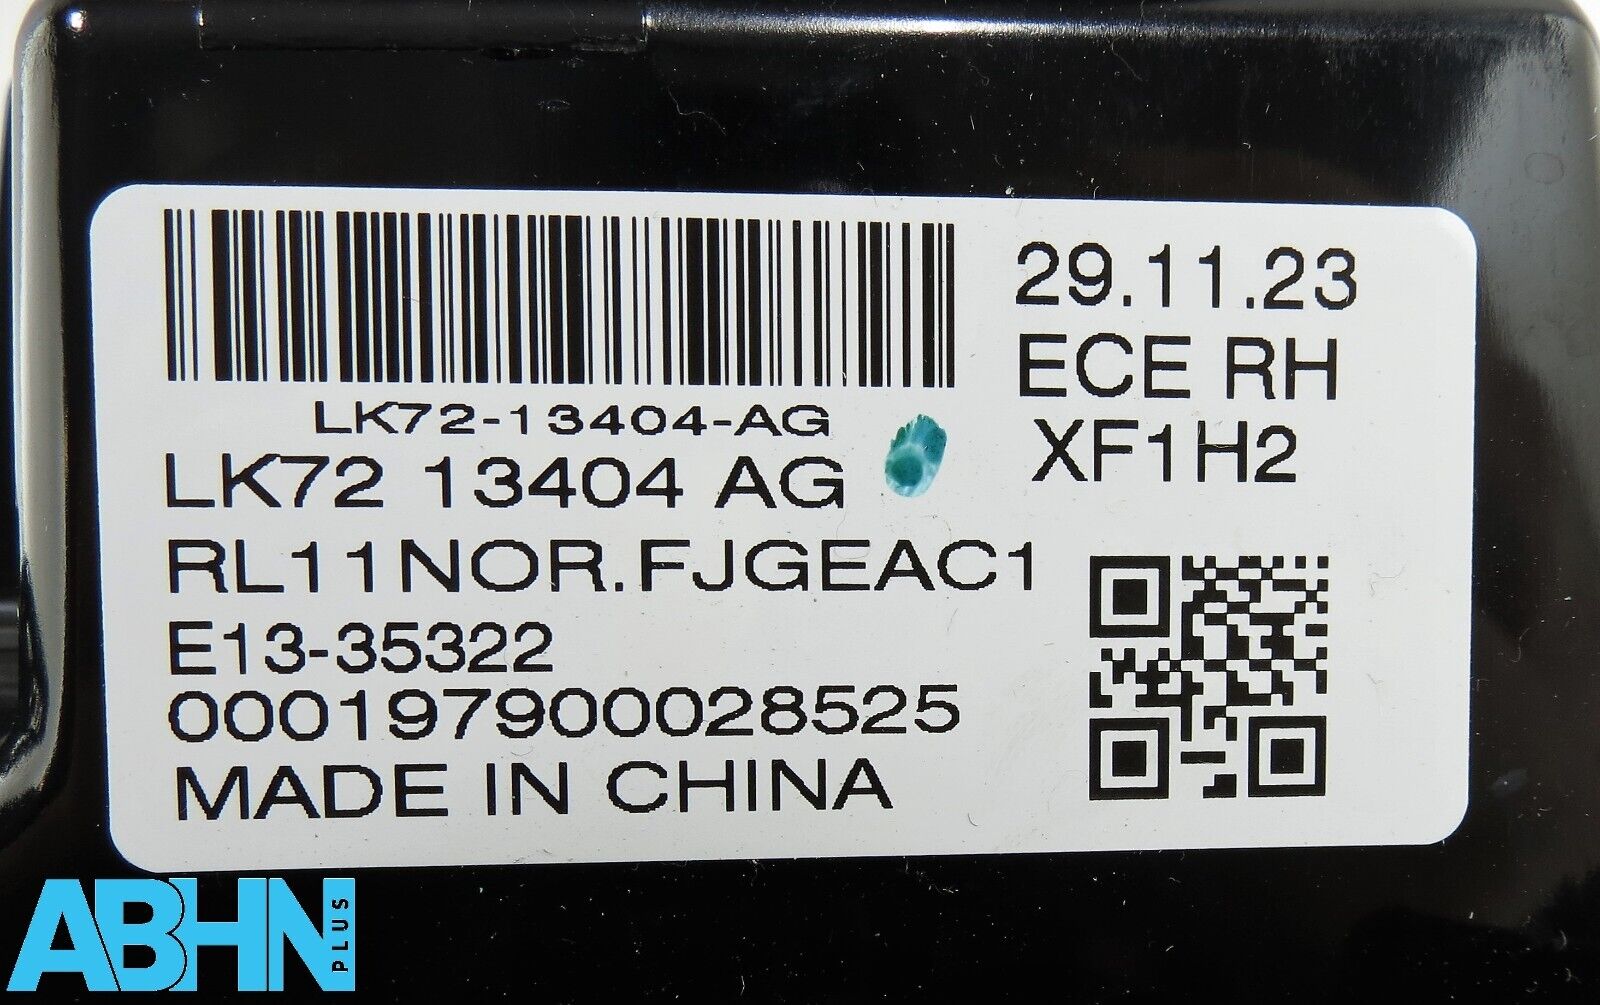 29.11.23
ECE RH
XF1H2
LK72-13404-AG
LK72 13404 AG
RL11NOR.FJGEAC1
E13-35322
000197900028525
MADE IN CHINA
ABHN PLUS